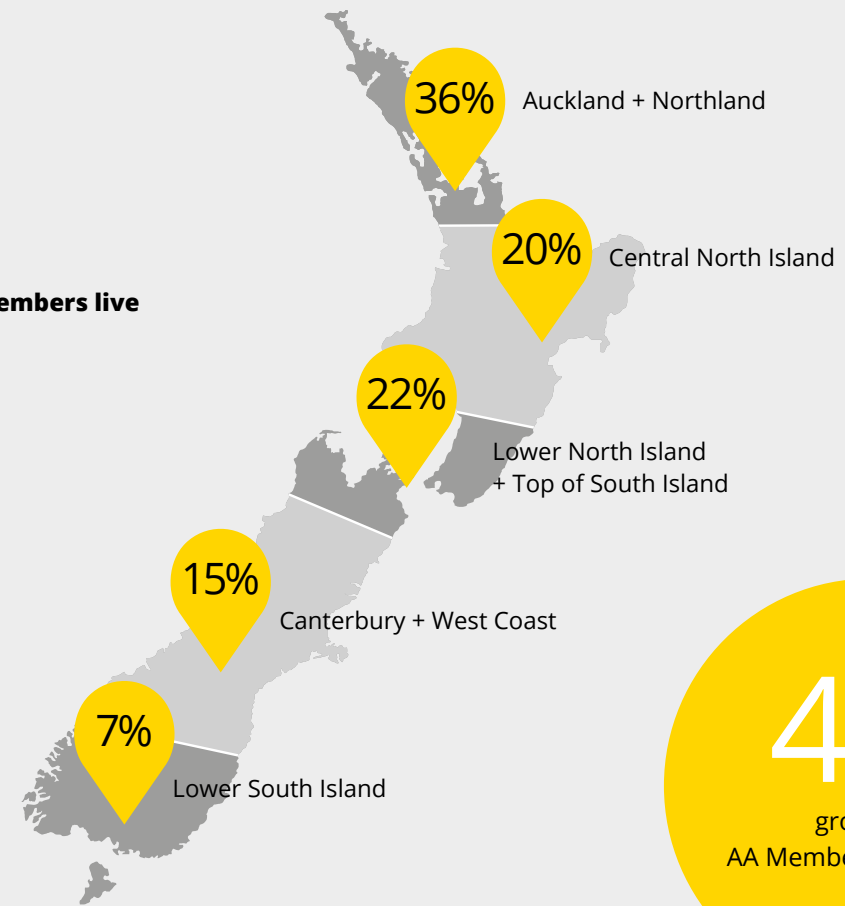 36%
Auckland + Northland
20%
Central North Island
embers live
22%
Lower North Island
+ Top of South Island
15%
Canterbury + West Coast
7%
Lower South Island
4
gro
AA Membe